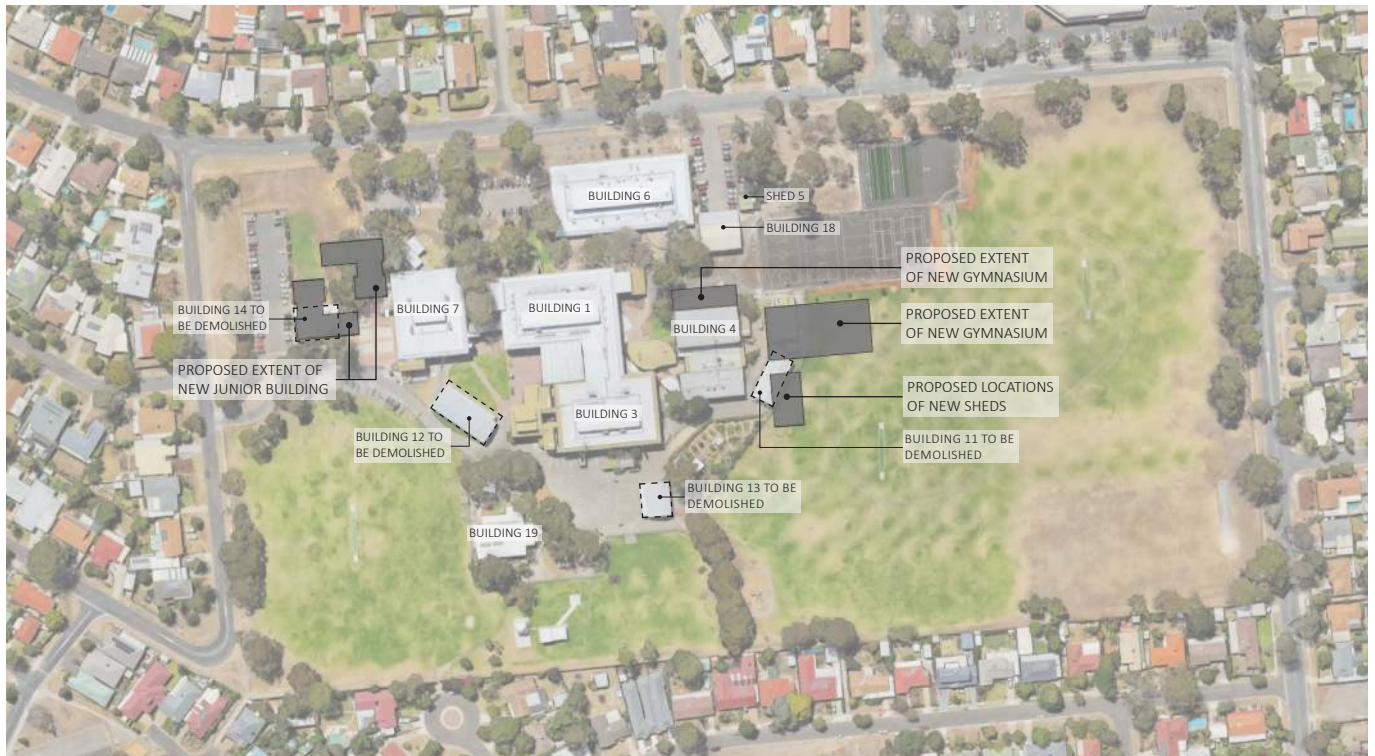 BUILDING 6
SHED 5
BUILDING 18
PROPOSED EXTENT
OF NEW GYMNASIUM
BUILDING 14 TO
BE DEMOLISHED
BUILDING 7
BUILDING 1
BUILDING 4
PROPOSED EXTENT
OF NEW GYMNASIUM
PROPOSED EXTENT OF
NEW JUNIOR BUILDING
PROPOSED LOCATIONS
OF NEW SHEDS
BUILDING 3
BUILDING 12 TO
BE DEMOLISHED
BUILDING 11 TO BE
DEMOLISHED
BUILDING 13 TO BE
DEMOLISHED
BUILDING 19